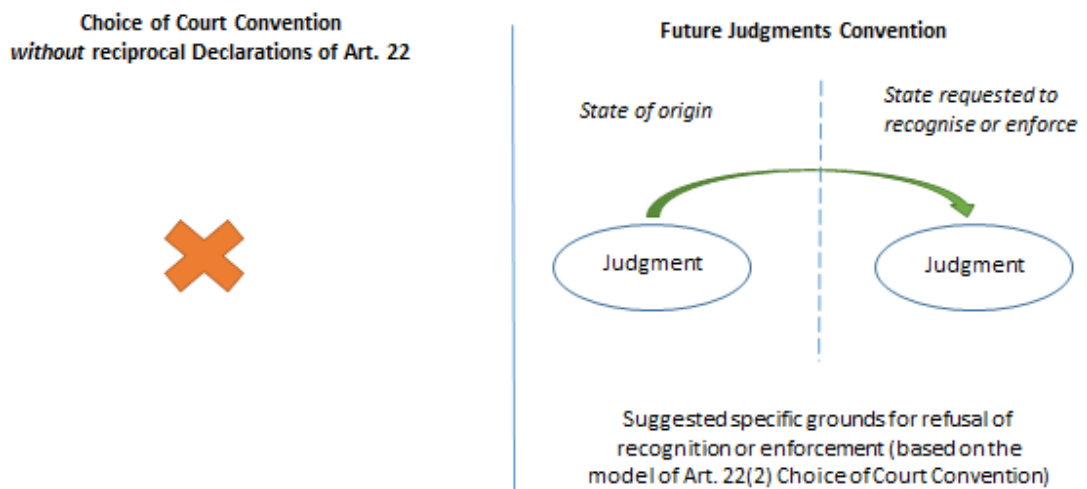 Choice of Court Convention
without reciprocal Declarations of Art. 22
Future Judgments Convention
State of origin
State requested to
recognise or enforce
Judgment
Judgment
Suggested specific grounds for refusal of
recognition or enforcement (based on the
model of Art. 22(2) Choice of Court Convention)